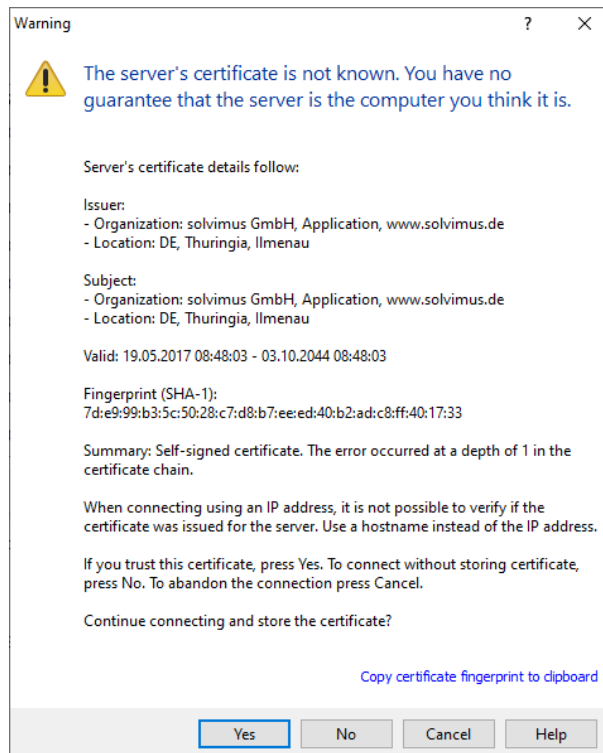 Warning
?
The server's certificate is not known. You have no
guarantee that the server is the computer you think it is.
Server's certificate details follow:
Issuer:
- Organization: solvimus GmbH, Application, www.solvimus.de
- Location: DE, Thuringia, Ilmenau
Subject:
- Organization: solvimus GmbH, Application, www.solvimus.de
- Location: DE, Thuringia, Ilmenau
Valid: 19.05.2017 08:48:03 - 03.10.2044 08:48:03
Fingerprint (SHA-1):
7d:e9:99:b3:5c:50:28:c7:d8:b7:ee:ed:40:b2:ad:c8:ff:40:17:33
Summary: Self-signed certificate. The error occurred at a depth of 1 in the
certificate chain.
When connecting using an IP address, it is not possible to verify if the
certificate was issued for the server. Use a hostname instead of the IP address.
If you trust this certificate, press Yes. To connect without storing certificate,
press No. To abandon the connection press Cancel.
Continue connecting and store the certificate?
Copy certificate fingerprint to clipboard
Yes
No
Cancel
Help